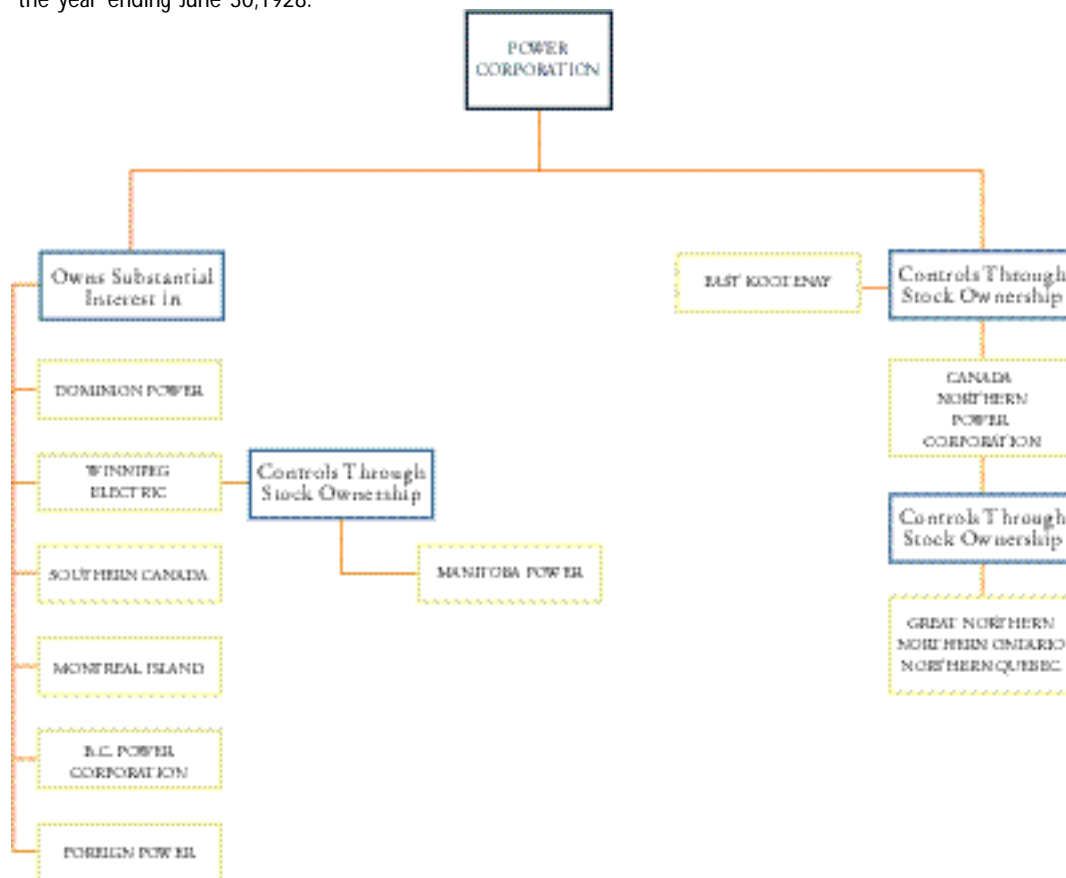 the year ending June 30,1928.
POWER
CORPORATION
Owns Substantial
Interest in
EAST KOOTENAY
Controls Through
Stock Ownership
DOMINION POWER
CANADA
NORTHERN
POWER
CORPORATION
WINNIPEG
ELECTRIC
Controls Through
Stock Ownership
Controls Through
Stock Ownership
SOUTHERN CANADA
MANITOBA POWER
GREAT NORTHERN
NORTHERN ONTARIO
NORTHERN QUEBEC
MONTREAL ISLAND
B.C. POWER
CORPORATION
FOREIGN POWER